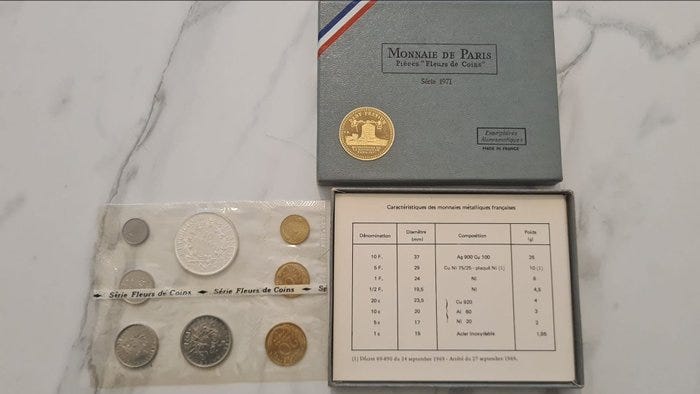 MONNAIE DE PARIS
PIÈCES "Fleurs de Coins"
Série 1971
Exemplaires
Numismatiques
MADE IN FRANCE
Caractéristiques des monnaies métalliques françaises
Dénomination Diamètre (mm) Composition Poids (g)
10 F. 37 Ag 900 Cu 100 25
5 F. 29 Cu Ni 75/25 - plaqué Ni (1) 10 (1)
1 F. 24 Ni 6
1/2 F. 19,5 Ni 4,5
20 c 23,5 Cu 920 4
10 c 20 Al 60 3
5 c 17 Ni 20 2
1 c 15 Acier inoxydable 1,65
(1) Décret 69-890 du 24 septembre 1969 - Arrêté du 27 septembre 1969.
Série Fleurs de Coins Série Fleurs de Coins